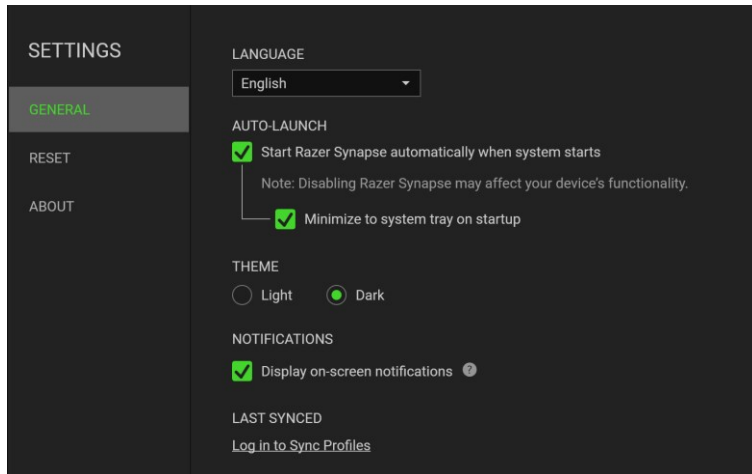 SETTINGS
GENERAL
RESET
ABOUT
LANGUAGE
English
AUTO-LAUNCH
Start Razer Synapse automatically when system starts
Note: Disabling Razer Synapse may affect your device's functionality.
Minimize to system tray on startup
THEME
Light
Dark
NOTIFICATIONS
Display on-screen notifications ?
LAST SYNCED
Log in to Sync Profiles